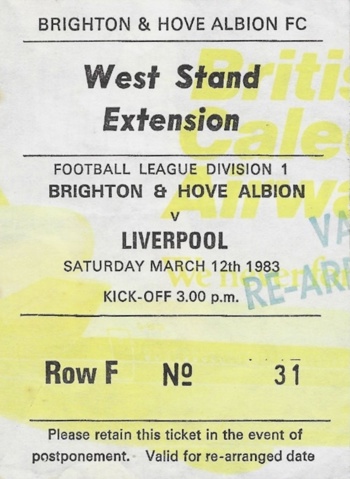 BRIGHTON & HOVE ALBION FC
West Stand
Extension
FOOTBALL LEAGUE DIVISION 1
BRIGHTON & HOVE ALBION
v
LIVERPOOL
SATURDAY MARCH 12th 1983
KICK-OFF 3.00 p.m.
Row F Nº 31
Please retain this ticket in the event of
postponement. Valid for re-arranged date